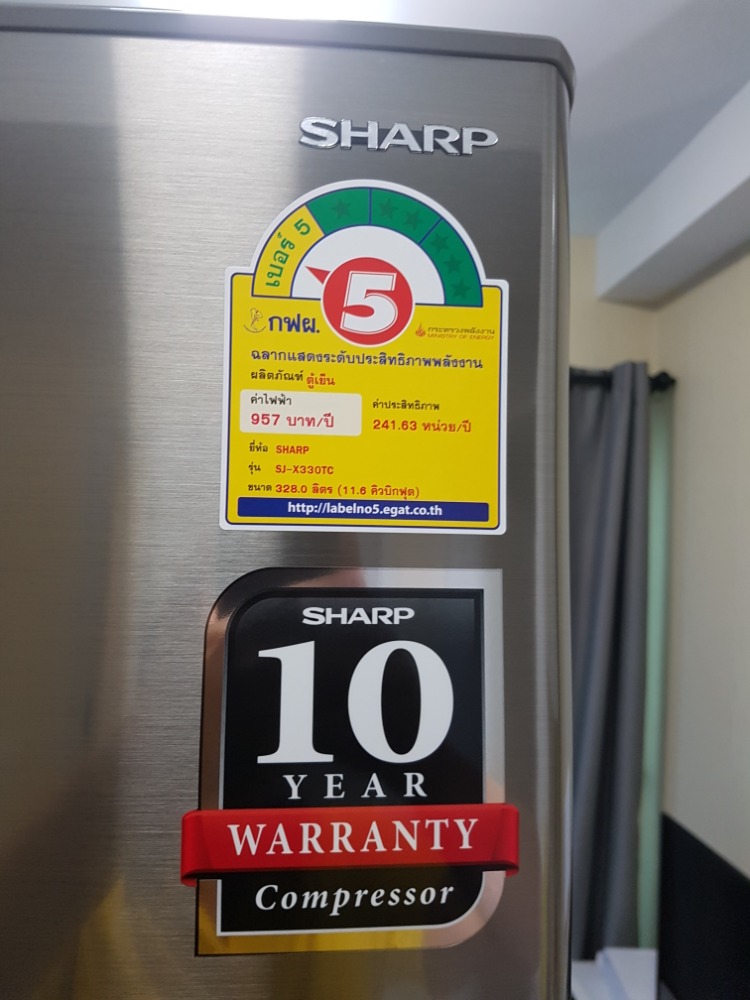 SHARP
เบอร์ 5
5
กฟผ.
กระทรวงพลังงาน
MINISTRY OF ENERGY
ฉลากแสดงระดับประสิทธิภาพพลังงาน
ผลิตภัณฑ์ ตู้เย็น
ค่าไฟฟ้า
957 บาท/ปี
ค่าประสิทธิภาพ
241.63 หน่วย/ปี
ยี่ห้อ SHARP
รุ่น SJ-X330TC
ขนาด 328.0 ลิตร (11.6 คิวบิกฟุต)
http://labelno5.egat.co.th
SHARP
10
YEAR
WARRANTY
Compressor